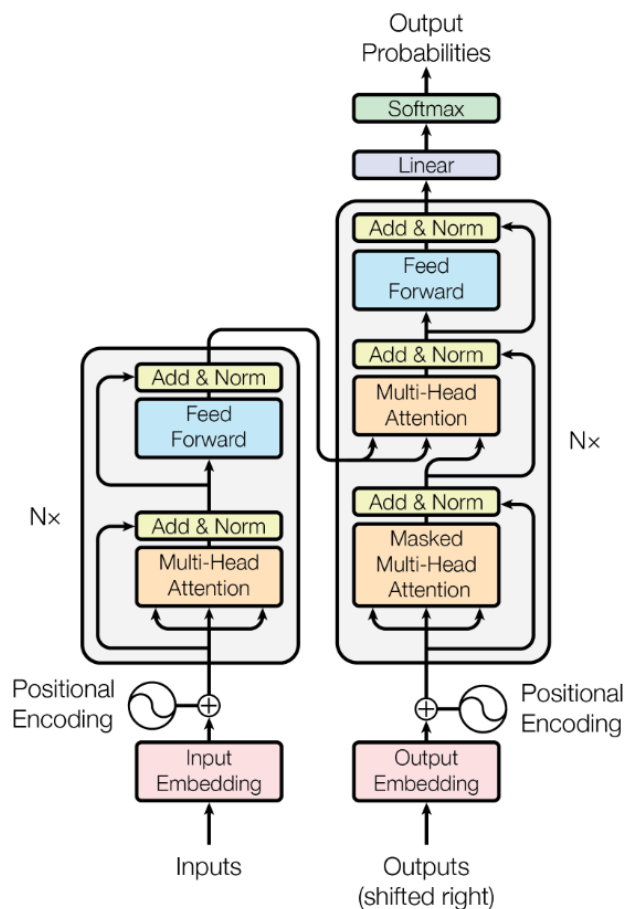 Output
Probabilities
Softmax
Linear
Add & Norm
Feed
Forward
Add & Norm
Multi-Head
Attention
Add & Norm
Masked
Multi-Head
Attention
N×
Add & Norm
Feed
Forward
N×
Add & Norm
Multi-Head
Attention
Positional
Encoding
Positional
Encoding
Input
Embedding
Output
Embedding
Inputs
Outputs
(shifted right)